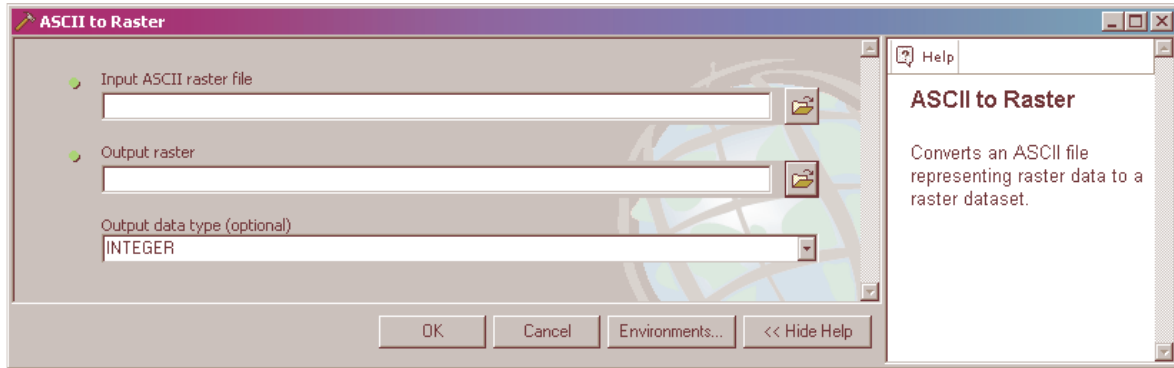 ASCII to Raster
Input ASCII raster file
Output raster
Output data type (optional)
INTEGER
OK
Cancel
Environments...
<< Hide Help
Help
ASCII to Raster
Converts an ASCII file
representing raster data to a
raster dataset.